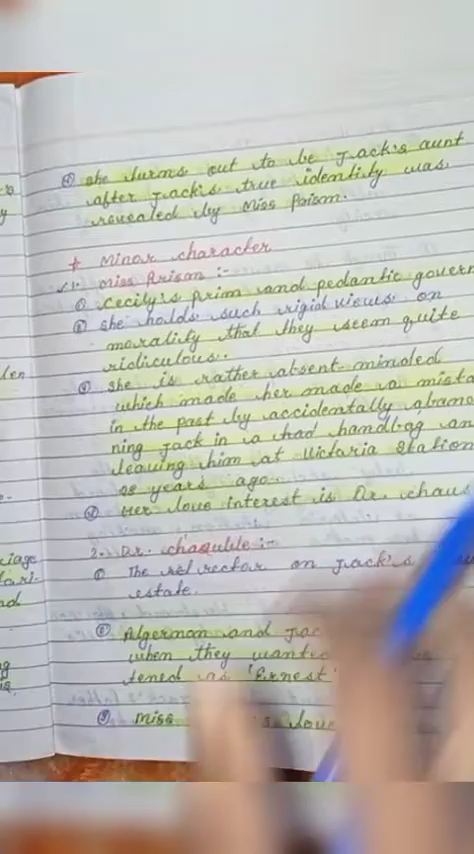 ④ she turns out to be Jack's aunt
after Jack's true identity was
revealed by Miss Prism.
* Minor character
1. Miss Prism :-
① Cecily's prim and pedantic govern
② she holds such rigid views on
morality that they seem quite
ridiculous.
③ she is rather absent-minded
which made her made a mista
in the past by accidentally abando
ning Jack in a had handbag an
leaving him at Victoria Station
28 years ago.
④ Her love interest is Dr. Chaus
2. Dr. Chasuble :-
① The rector on Jack's
estate.
② Algernon and Jac
when they wante
tened as 'Ernest'
③ Miss